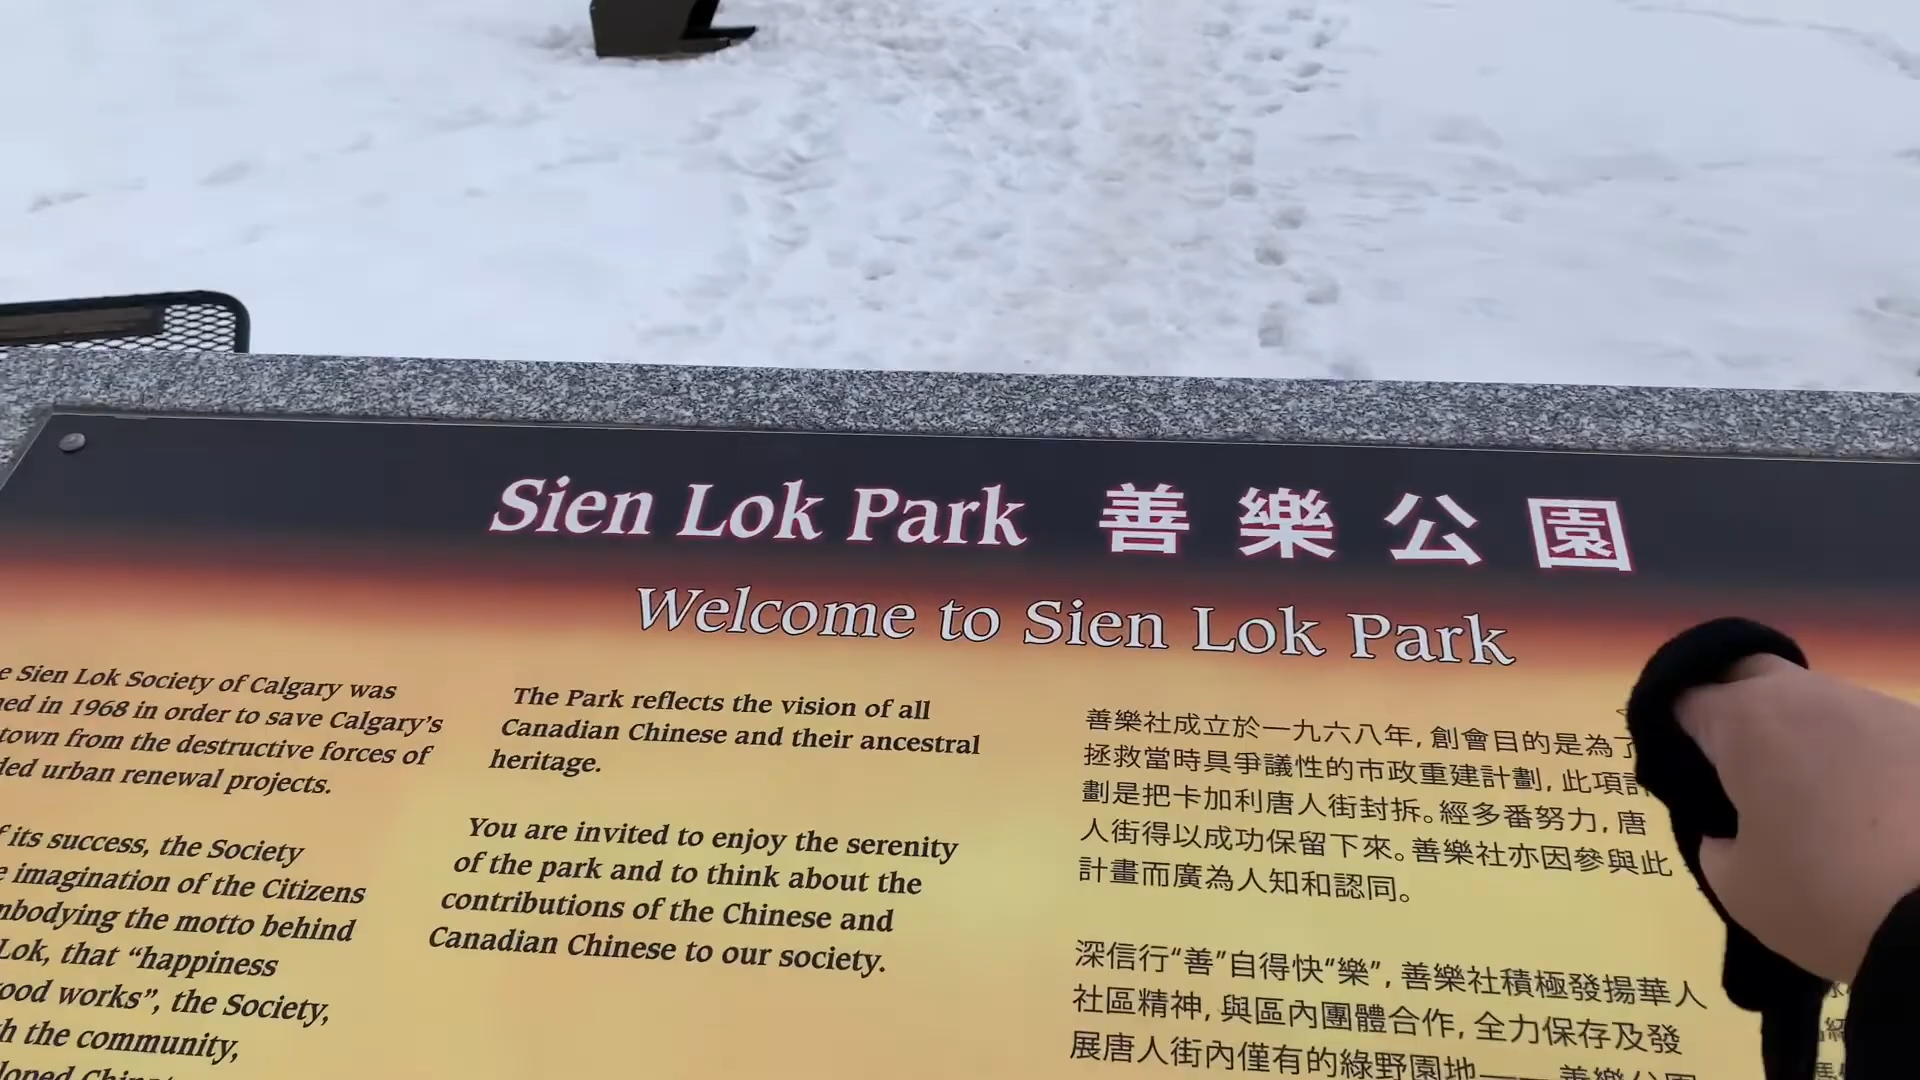 Sien Lok Park 善樂公園
Welcome to Sien Lok Park
Sien Lok Society of Calgary was
in 1968 in order to save Calgary's
from the destructive forces of
urban renewal projects.
its success, the Society
imagination of the Citizens
the motto behind
Lok, that “happiness
works”, the Society,
the community,
The Park reflects the vision of all
Canadian Chinese and their ancestral
heritage.
You are invited to enjoy the serenity
of the park and to think about the
contributions of the Chinese and
Canadian Chinese to our society.
善樂社成立於一九六八年，創會目的是為了
拯救當時具爭議性的市政重建計劃，此項計
劃是把卡加利唐人街封拆。經多番努力，唐
人街得以成功保留下來。善樂社亦因參與此
計畫而廣為人知和認同。
深信行“善”自得快“樂”，善樂社積極發揚華人
社區精神，與區內團體合作，全力保存及發
展唐人街內僅有的綠野園地——善樂公園